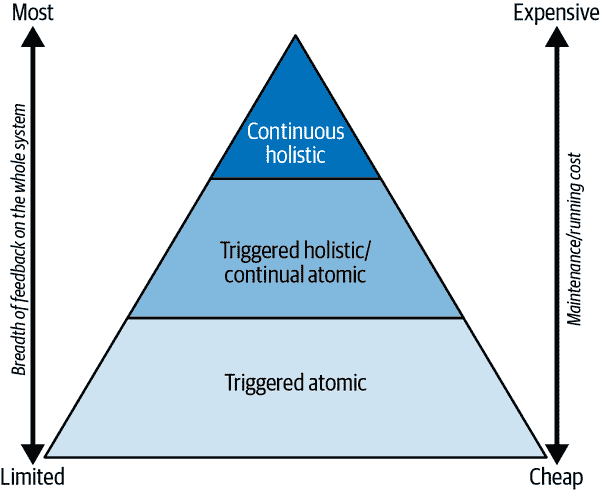 Most
Expensive
Breadth of feedback on the whole system
Continuous
holistic
Triggered holistic/
continual atomic
Triggered atomic
Maintenance/running cost
Limited
Cheap